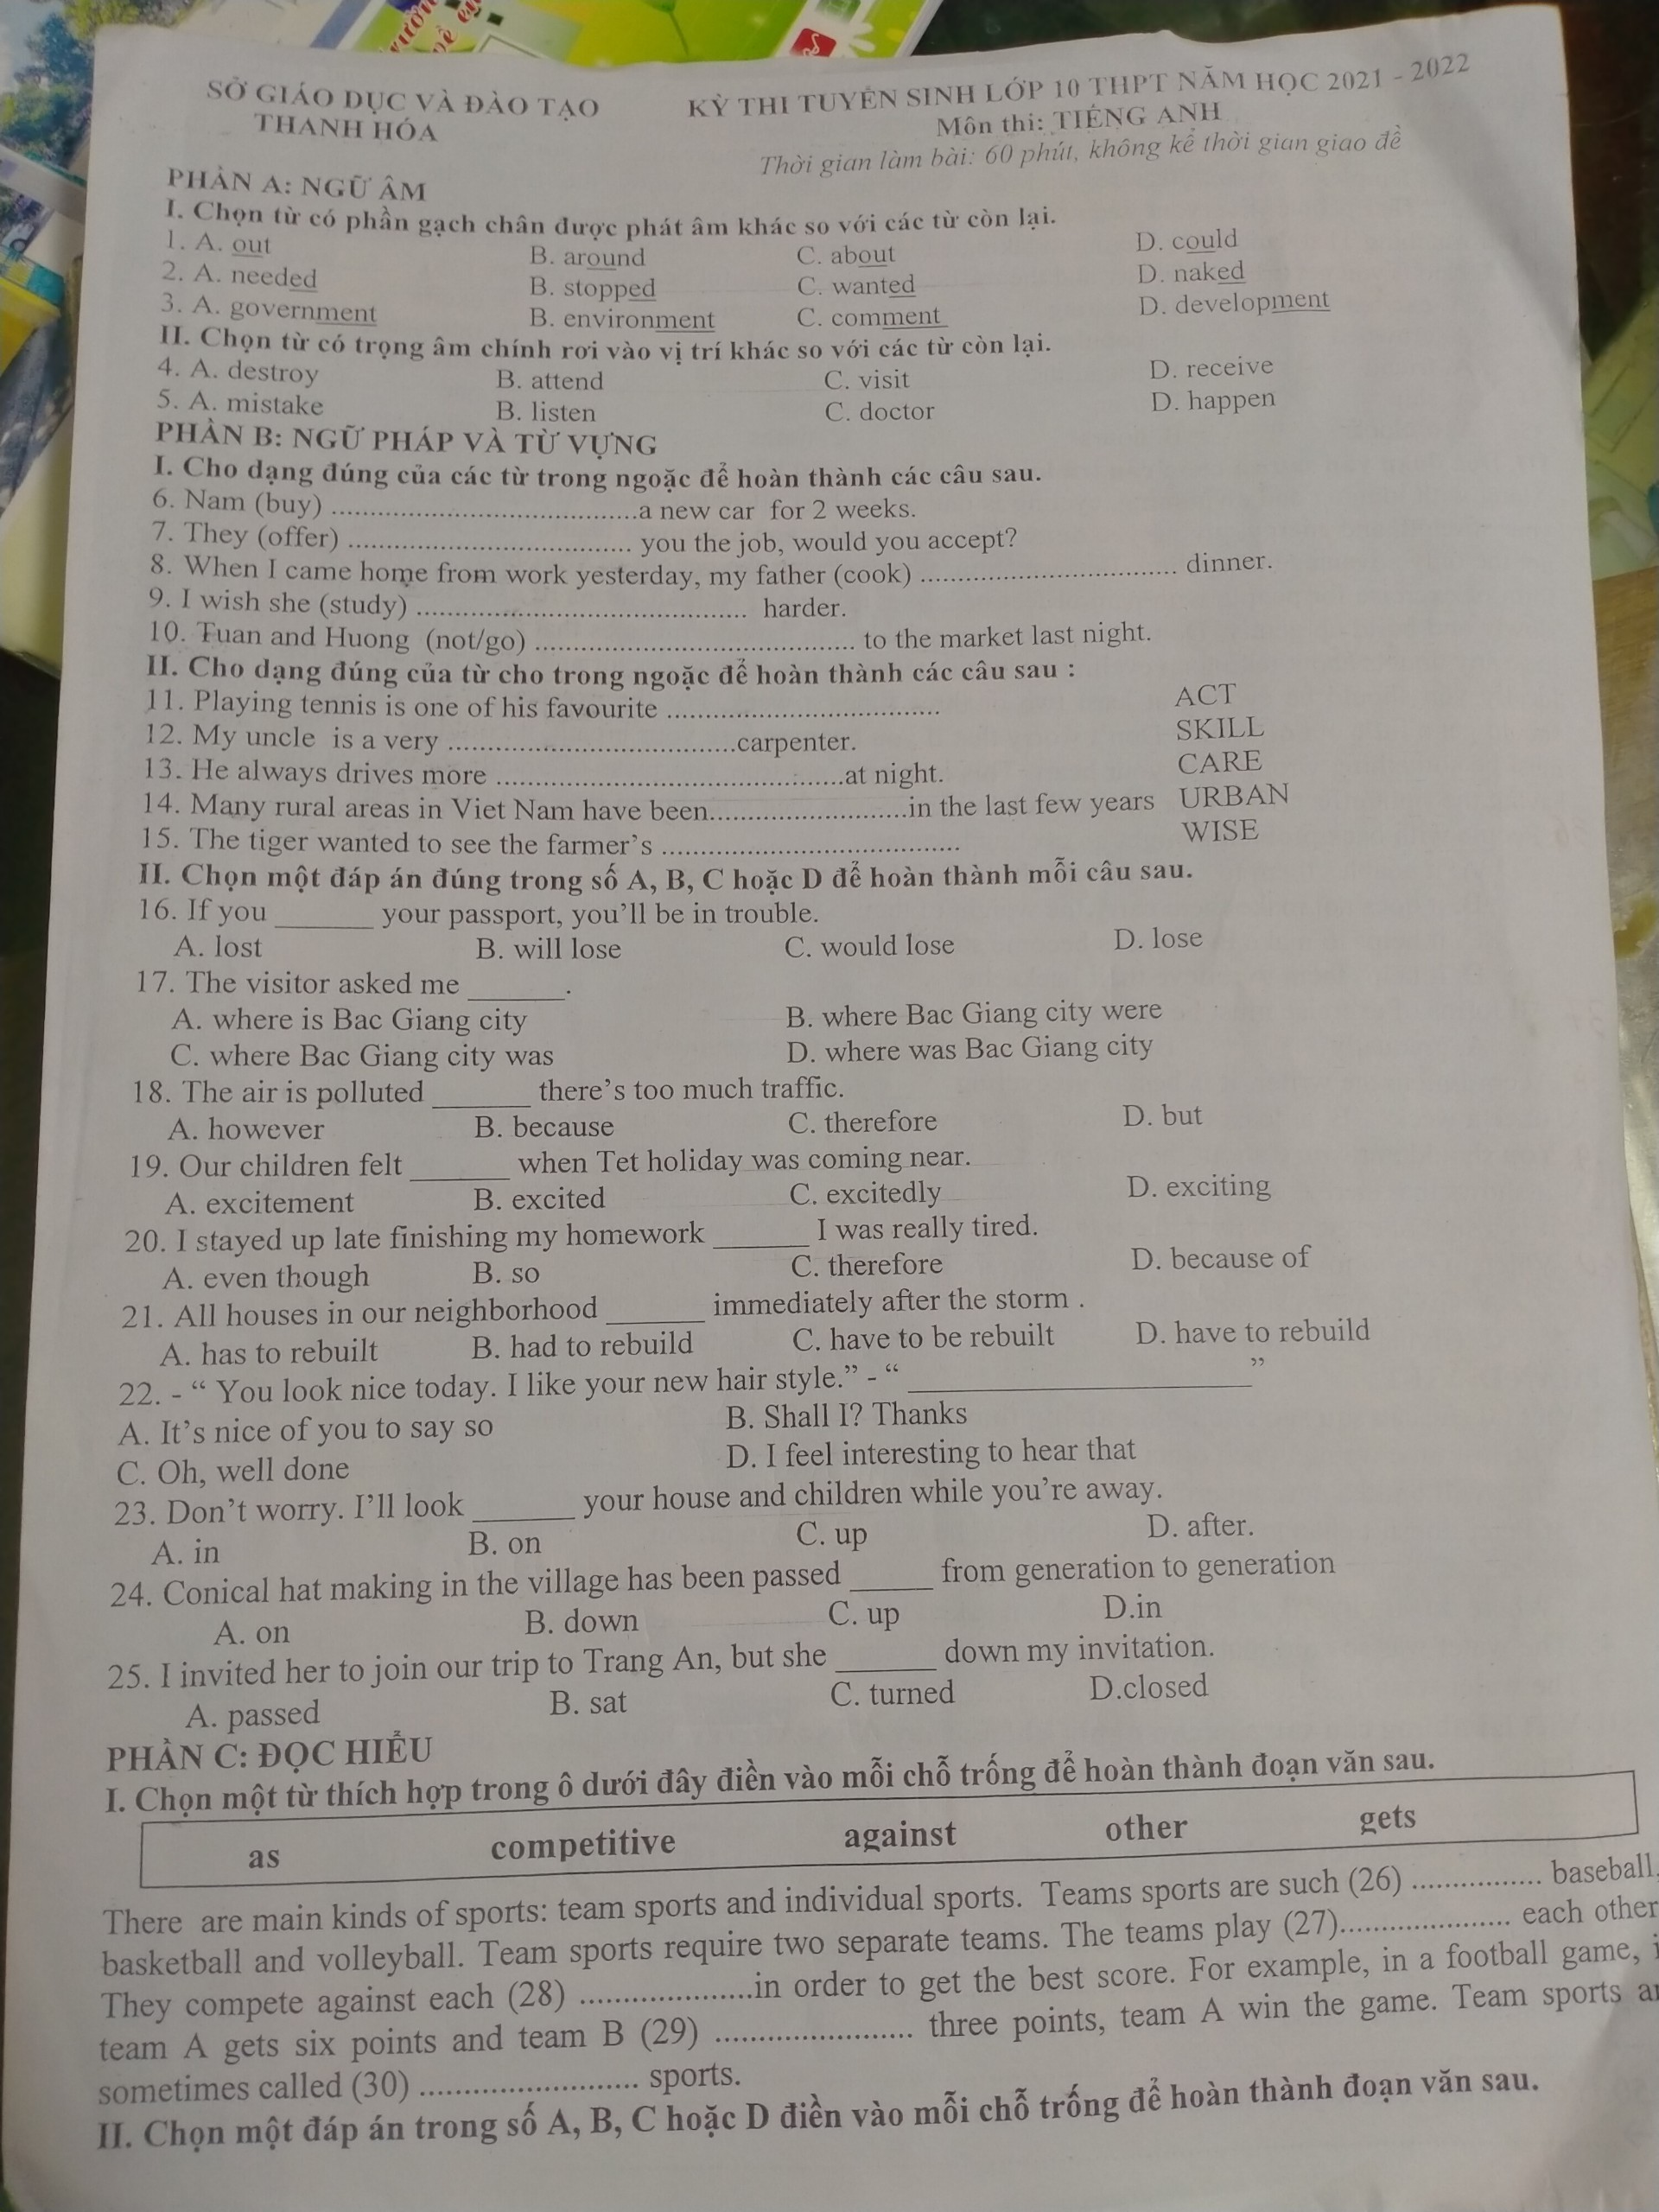 SỞ GIÁO DỤC VÀ ĐÀO TẠO
THANH HÓA
KỲ THI TUYỂN SINH LỚP 10 THPT NĂM HỌC 2021 - 2022
Môn thi: TIẾNG ANH
Thời gian làm bài: 60 phút, không kể thời gian giao đề
PHẦN A: NGỮ ÂM
I. Chọn từ có phần gạch chân được phát âm khác so với các từ còn lại.
1. A. out B. around C. about D. could
2. A. needed B. stopped C. wanted D. naked
3. A. government B. environment C. comment D. development
II. Chọn từ có trọng âm chính rơi vào vị trí khác so với các từ còn lại.
4. A. destroy B. attend C. visit D. receive
5. A. mistake B. listen C. doctor D. happen
PHẦN B: NGỮ PHÁP VÀ TỪ VỰNG
I. Cho dạng đúng của các từ trong ngoặc để hoàn thành các câu sau.
6. Nam (buy) ........................................a new car for 2 weeks.
7. They (offer) ..................................... you the job, would you accept?
8. When I came home from work yesterday, my father (cook) .................................. dinner.
9. I wish she (study) ........................................... harder.
10. Tuan and Huong (not/go) .......................................... to the market last night.
II. Cho dạng đúng của từ cho trong ngoặc để hoàn thành các câu sau :
11. Playing tennis is one of his favourite .................................... ACT
12. My uncle is a very ......................................carpenter. SKILL
13. He always drives more .............................................at night. CARE
14. Many rural areas in Viet Nam have been..........................in the last few years URBAN
15. The tiger wanted to see the farmer's ....................................... WISE
II. Chọn một đáp án đúng trong số A, B, C hoặc D để hoàn thành mỗi câu sau.
16. If you ______ your passport, you'll be in trouble.
A. lost B. will lose C. would lose D. lose
17. The visitor asked me ______.
A. where is Bac Giang city B. where Bac Giang city were
C. where Bac Giang city was D. where was Bac Giang city
18. The air is polluted ______ there's too much traffic.
A. however B. because C. therefore D. but
19. Our children felt ______ when Tet holiday was coming near.
A. excitement B. excited C. excitedly D. exciting
20. I stayed up late finishing my homework ______ I was really tired.
A. even though B. so C. therefore D. because of
21. All houses in our neighborhood ______ immediately after the storm .
A. has to rebuilt B. had to rebuild C. have to be rebuilt D. have to rebuild
22. - “ You look nice today. I like your new hair style.” - “ ______________________”
A. It's nice of you to say so B. Shall I? Thanks
C. Oh, well done D. I feel interesting to hear that
23. Don't worry. I'll look ______ your house and children while you're away.
A. in B. on C. up D. after.
24. Conical hat making in the village has been passed _____ from generation to generation
A. on B. down C. up D.in
25. I invited her to join our trip to Trang An, but she ______ down my invitation.
A. passed B. sat C. turned D.closed
PHẦN C: ĐỌC HIỂU
I. Chọn một từ thích hợp trong ô dưới đây điền vào mỗi chỗ trống để hoàn thành đoạn văn sau.
as competitive against other gets
There are main kinds of sports: team sports and individual sports. Teams sports are such (26) ............... baseball,
basketball and volleyball. Team sports require two separate teams. The teams play (27)..................... each other
They compete against each (28) .....................in order to get the best score. For example, in a football game,
team A gets six points and team B (29) ....................... three points, team A win the game. Team sports
sometimes called (30) .......................... sports.
II. Chọn một đáp án trong số A, B, C hoặc D điền vào mỗi chỗ trống để hoàn thành đoạn văn sau.